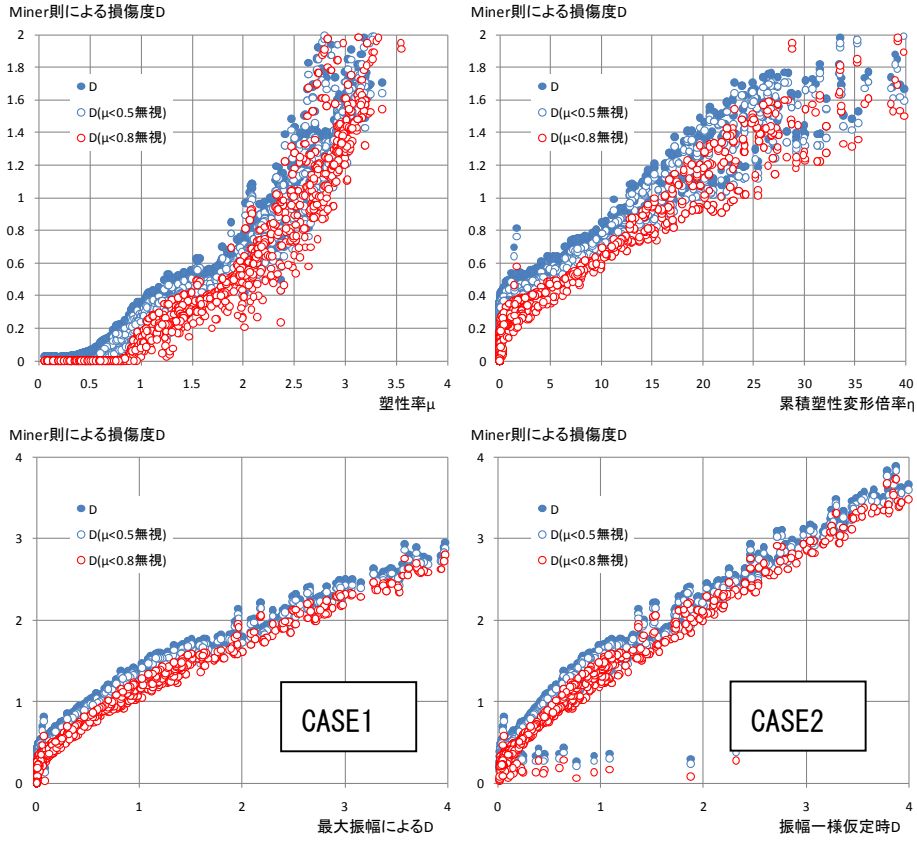 Miner則による損傷度D
2
1.8
1.6
1.4
1.2
1
0.8
0.6
0.4
0.2
0
D
D(μ<0.5無視)
D(μ<0.8無視)
0 0.5 1 1.5 2 2.5 3 3.5 4
塑性率μ
Miner則による損傷度D
2
1.8
1.6
1.4
1.2
1
0.8
0.6
0.4
0.2
0
D
D(μ<0.5無視)
D(μ<0.8無視)
0 5 10 15 20 25 30 35 40
累積塑性変形倍率η
Miner則による損傷度D
4
3
2
1
0
D
D(μ<0.5無視)
D(μ<0.8無視)
CASE1
0 1 2 3 4
最大振幅によるD
Miner則による損傷度D
4
3
2
1
0
D
D(μ<0.5無視)
D(μ<0.8無視)
CASE2
0 1 2 3 4
振幅一様仮定時D